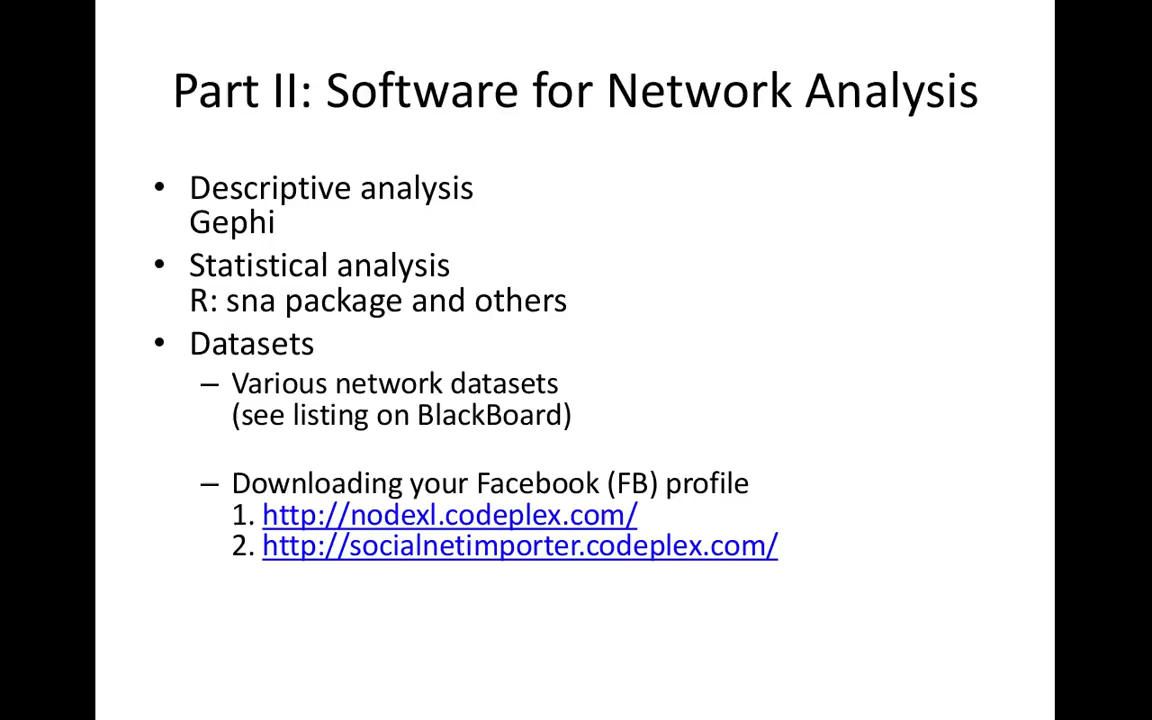 Part II: Software for Network Analysis
• Descriptive analysis
Gephi
• Statistical analysis
R: sna package and others
• Datasets
– Various network datasets
(see listing on BlackBoard)
– Downloading your Facebook (FB) profile
1. http://nodexl.codeplex.com/
2. http://socialnetimporter.codeplex.com/